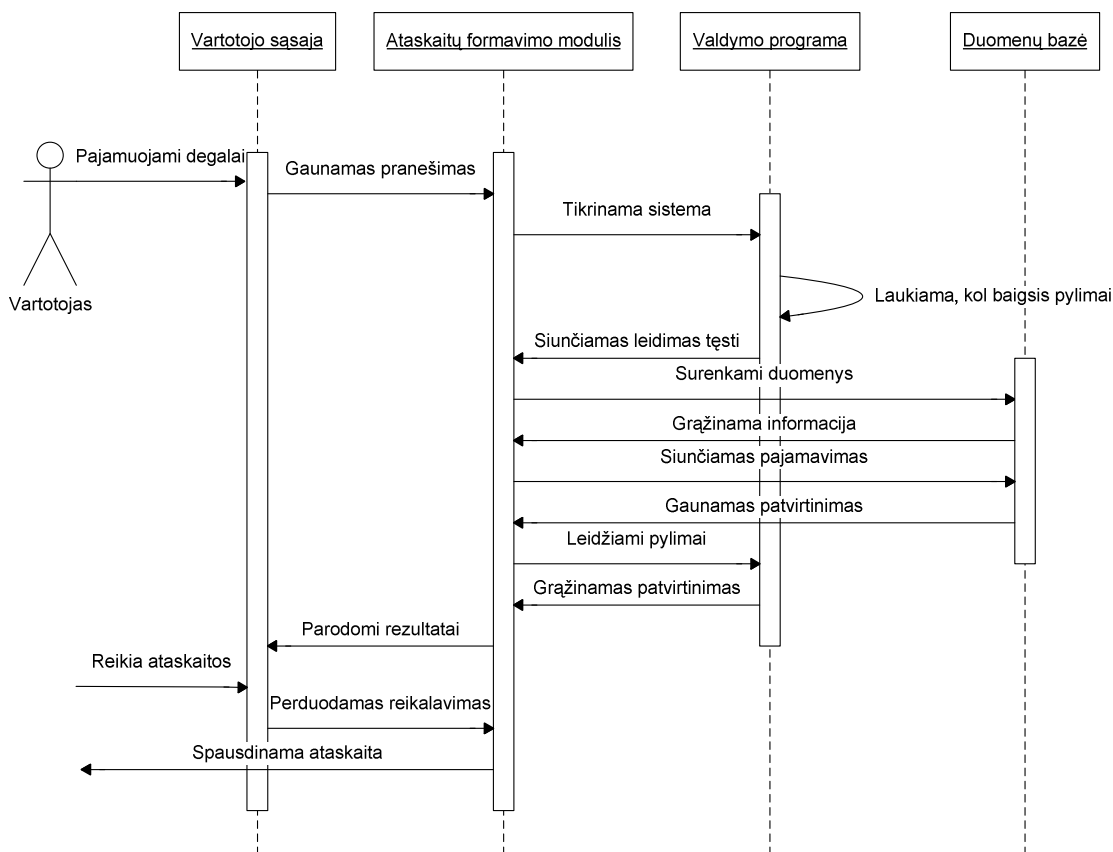 Vartotojo sąsaja
Ataskaitų formavimo modulis
Valdymo programa
Duomenų bazė
Pajamuojami degalai
Gaunamas pranešimas
Tikrinama sistema
Vartotojas
Laukiama, kol baigsis pylimai
Siunčiamas leidimas tęsti
Surenkami duomenys
Grąžinama informacija
Siunčiamas pajamavimas
Gaunamas patvirtinimas
Leidžiami pylimai
Grąžinamas patvirtinimas
Parodomi rezultatai
Reikia ataskaitos
Perduodamas reikalavimas
Spausdinama ataskaita